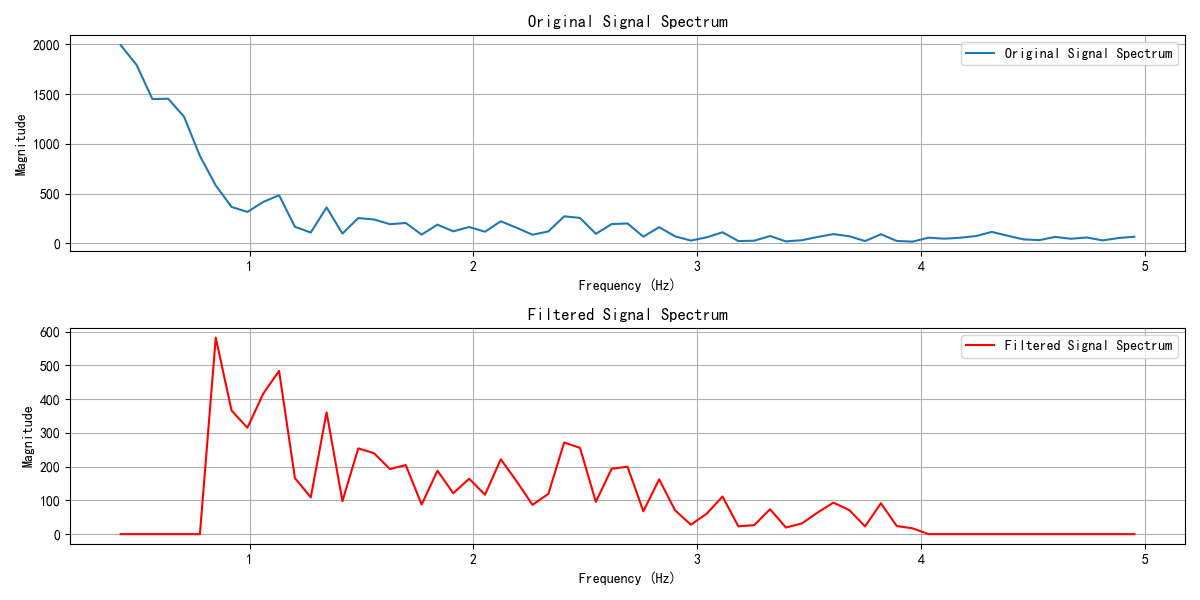 Original Signal Spectrum
2000
1500
1000
500
0
Magnitude
Original Signal Spectrum
1 2 3 4 5
Frequency (Hz)
Filtered Signal Spectrum
600
500
400
300
200
100
0
Magnitude
Filtered Signal Spectrum
1 2 3 4 5
Frequency (Hz)